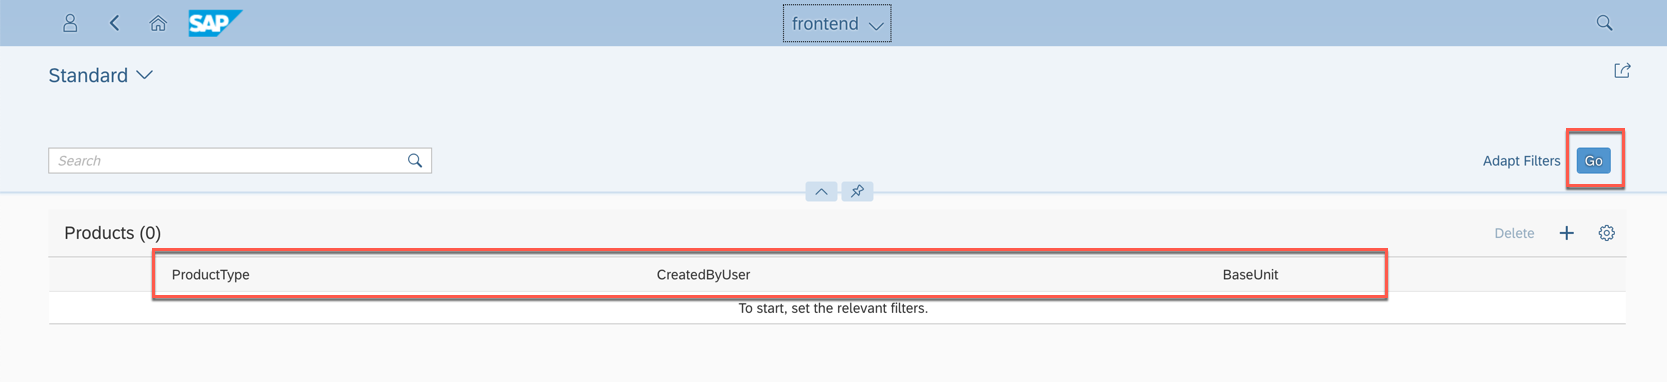 SAP
frontend
Standard
Search
Adapt Filters Go
Products (0)
Delete
ProductType CreatedByUser BaseUnit
To start, set the relevant filters.